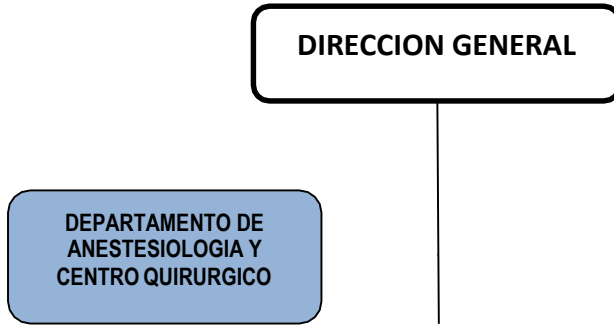 DIRECCION GENERAL
DEPARTAMENTO DE
ANESTESIOLOGIA Y
CENTRO QUIRURGICO